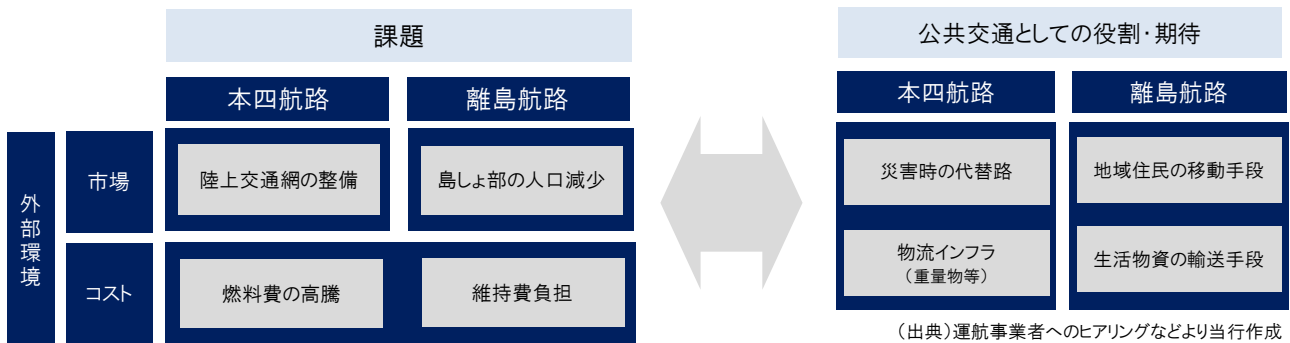 課題
本四航路
離島航路
外部環境
市場
陸上交通網の整備
島しょ部の人口減少
コスト
燃料費の高騰
維持費負担
公共交通としての役割・期待
本四航路
離島航路
災害時の代替路
地域住民の移動手段
物流インフラ
（重量物等）
生活物資の輸送手段
（出典）運航事業者へのヒアリングなどより当行作成